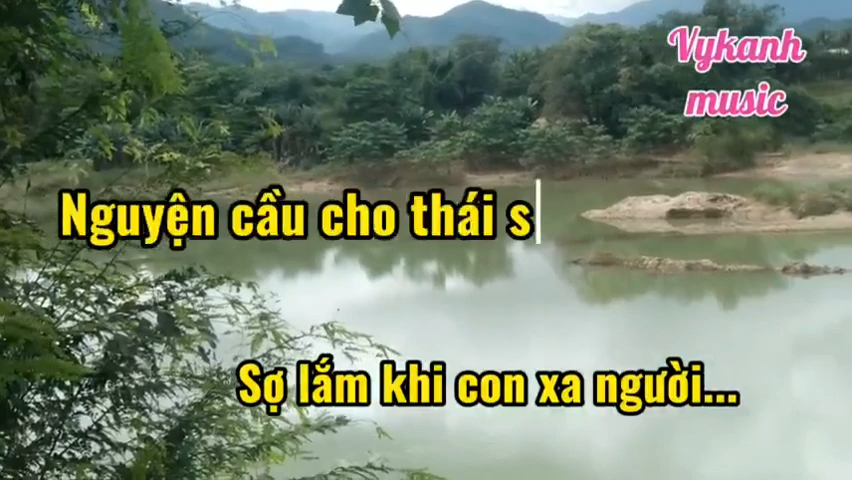 Vykanh
music
Nguyện cầu cho thái s
Sợ lắm khi con xa người...